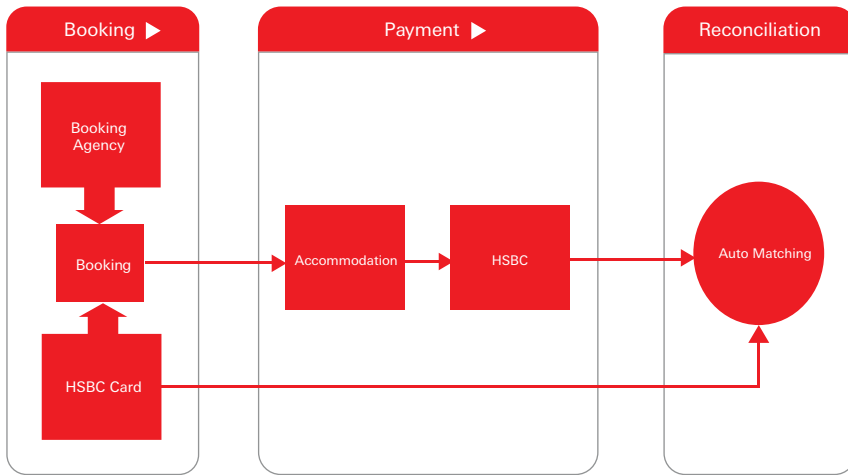 Booking
Payment
Reconciliation
Booking
Agency
Booking
Accommodation
HSBC
Auto Matching
HSBC Card